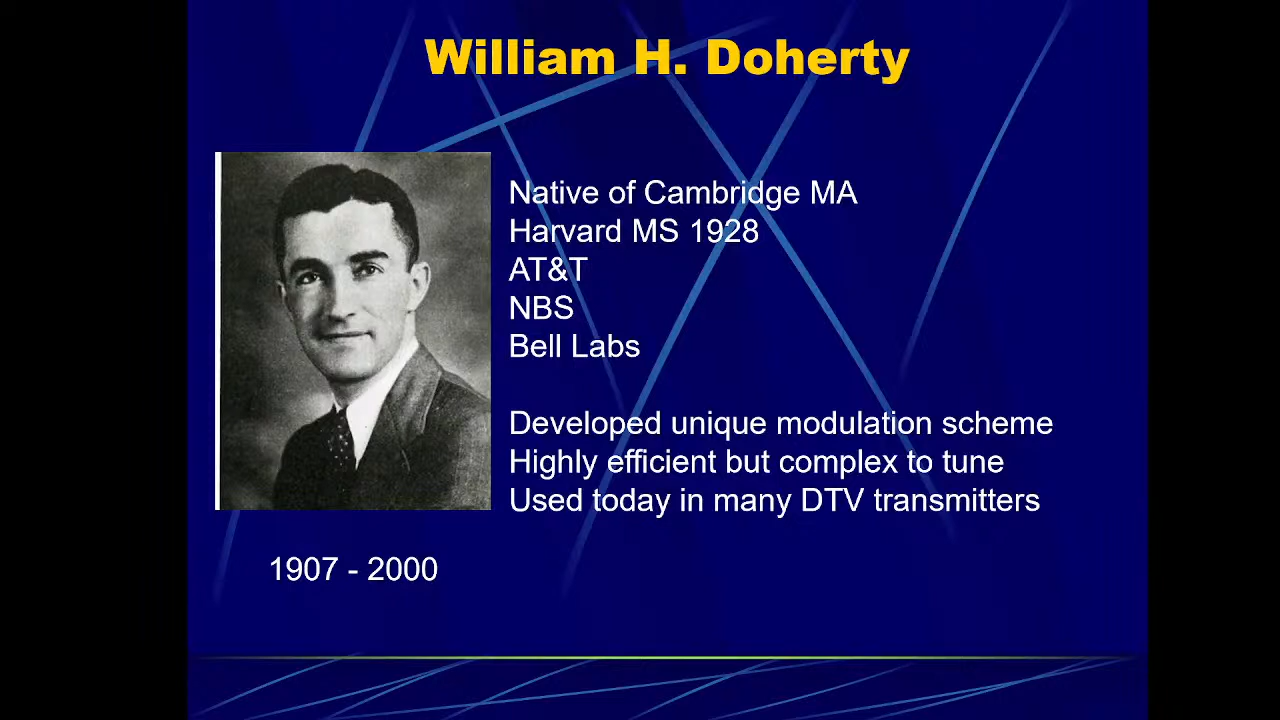 William H. Doherty
Native of Cambridge MA
Harvard MS 1928
AT&T
NBS
Bell Labs
Developed unique modulation scheme
Highly efficient but complex to tune
Used today in many DTV transmitters
1907 - 2000